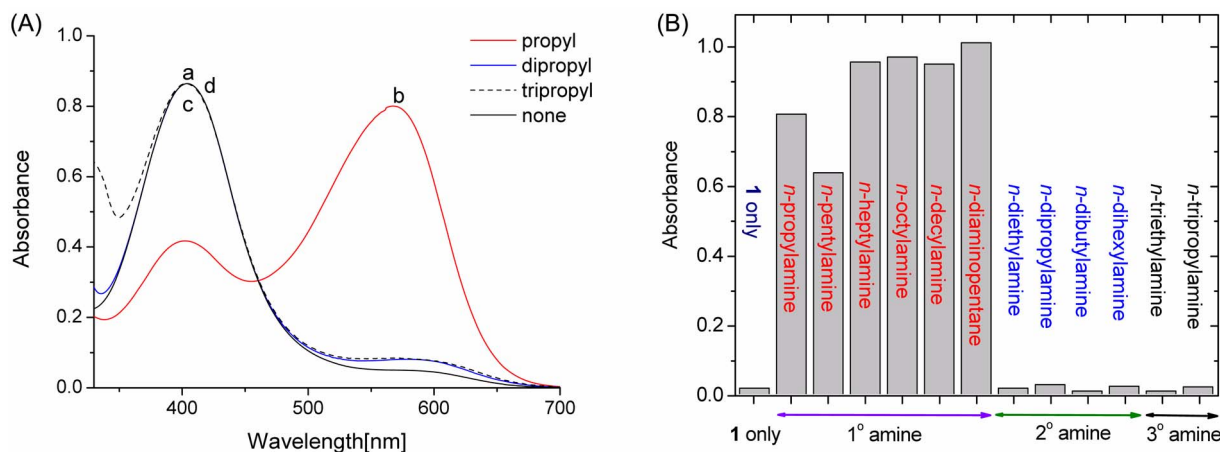 (A)
1.0
0.8
0.6
0.4
0.2
0.0
Absorbance
400
500
600
700
Wavelength[nm]
propyl
dipropyl
tripropyl
none
a
d
c
b
(B)
1.0
0.8
0.6
0.4
0.2
0.0
Absorbance
1 only
n-propylamine
n-pentylamine
n-heptylamine
n-octylamine
n-decylamine
n-diaminopentane
n-diethylamine
n-dipropylamine
n-dibutylamine
n-dihexylamine
n-triethylamine
n-tripropylamine
1 only
1° amine
2° amine
3° amine